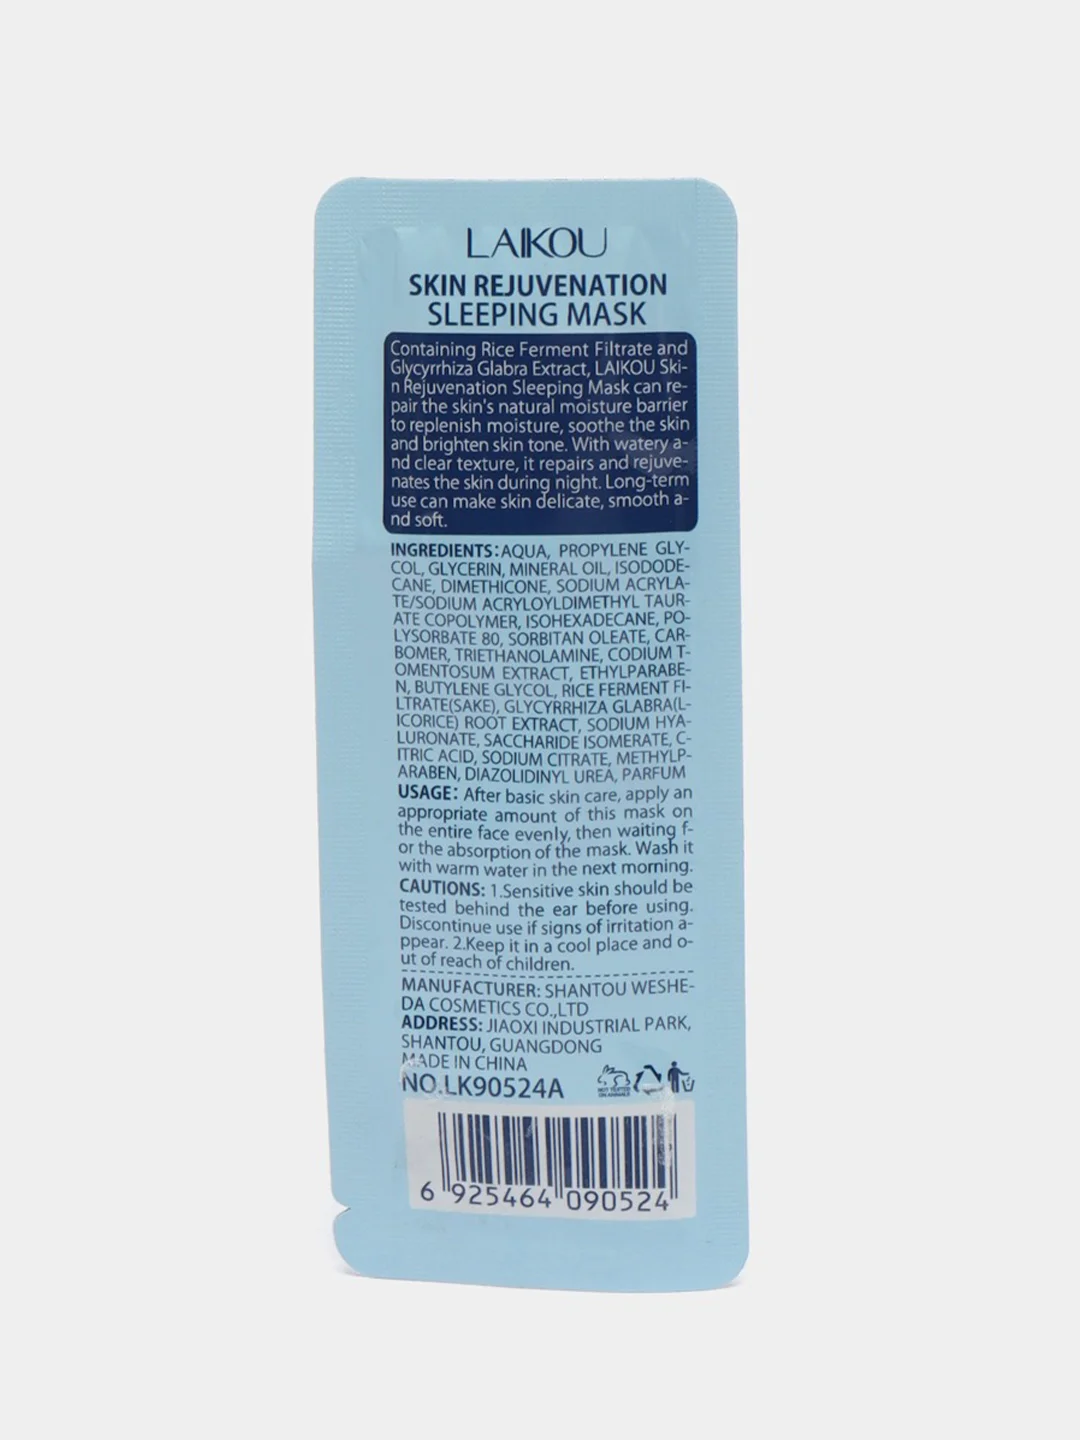 LAIKOU
SKIN REJUVENATION
SLEEPING MASK
Containing Rice Ferment Filtrate and
Glycyrrhiza Glabra Extract, LAIKOU Ski-
n Rejuvenation Sleeping Mask can re-
pair the skin's natural moisture barrier
to replenish moisture, soothe the skin
and brighten skin tone. With watery a-
nd clear texture, it repairs and rejuve-
nates the skin during night. Long-term
use can make skin delicate, smooth a-
nd soft.
INGREDIENTS: AQUA, PROPYLENE GLY-
COL, GLYCERIN, MINERAL OIL, ISODODE-
CANE, DIMETHICONE, SODIUM ACRYLA-
TE/SODIUM ACRYLOYLDIMETHYL TAUR-
ATE COPOLYMER, ISOHEXADECANE, PO-
LYSORBATE 80, SORBITAN OLEATE, CAR-
BOMER, TRIETHANOLAMINE, CODIUM T-
OMENTOSUM EXTRACT, ETHYLPARABE-
N, BUTYLENE GLYCOL, RICE FERMENT FI-
LTRATE(SAKE), GLYCYRRHIZA GLABRA(L-
ICORICE) ROOT EXTRACT, SODIUM HYA-
LURONATE, SACCHARIDE ISOMERATE, C-
ITRIC ACID, SODIUM CITRATE, METHYLP-
ARABEN, DIAZOLIDINYL UREA, PARFUM
USAGE: After basic skin care, apply an
appropriate amount of this mask on
the entire face evenly, then waiting f-
or the absorption of the mask. Wash it
with warm water in the next morning.
CAUTIONS: 1.Sensitive skin should be
tested behind the ear before using.
Discontinue use if signs of irritation a-
ppear. 2.Keep it in a cool place and o-
ut of reach of children.
MANUFACTURER: SHANTOU WESHE-
DA COSMETICS CO.,LTD
ADDRESS: JIAOXI INDUSTRIAL PARK,
SHANTOU, GUANGDONG
MADE IN CHINA
NO.LK90524A
NOT TESTED
ON ANIMALS
6 925464 090524